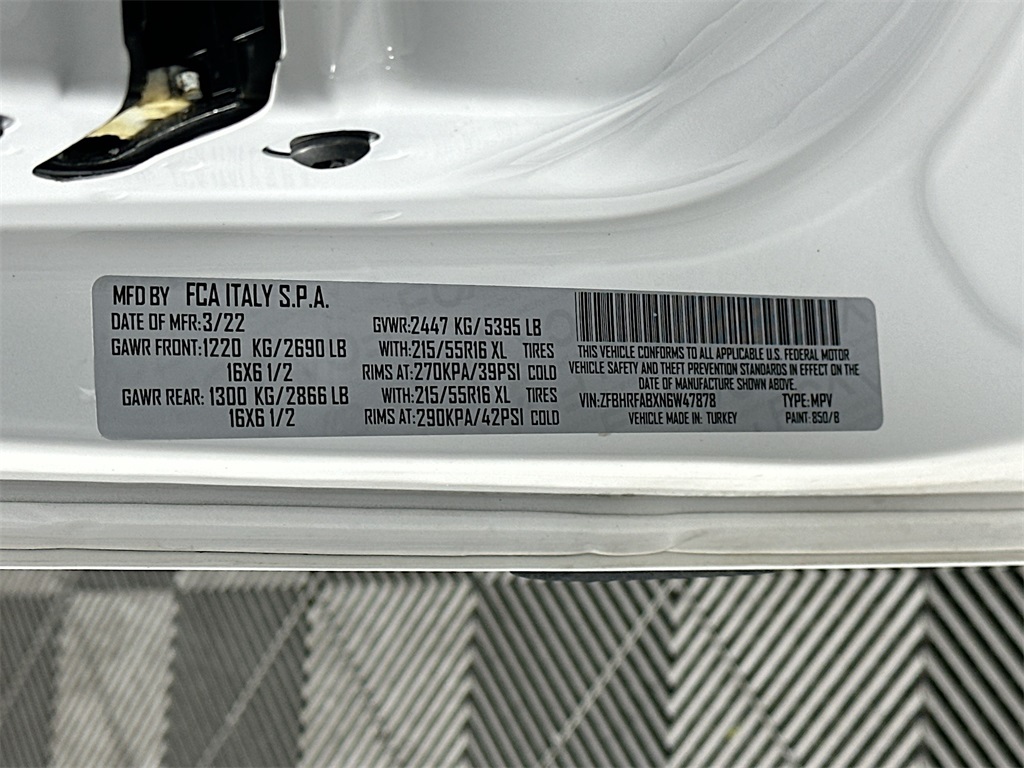 MFD BY FCA ITALY S.P.A.
DATE OF MFR:3/22 GVWR:2447 KG/5395 LB
GAWR FRONT:1220 KG/2690 LB WITH:215/55R16 XL TIRES
16X6 1/2 RIMS AT:270KPA/39PSI COLD
GAWR REAR: 1300 KG/2866 LB WITH:215/55R16 XL TIRES
16X6 1/2 RIMS AT:290KPA/42PSI COLD
THIS VEHICLE CONFORMS TO ALL APPLICABLE U.S. FEDERAL MOTOR
VEHICLE SAFETY AND THEFT PREVENTION STANDARDS IN EFFECT ON THE
DATE OF MANUFACTURE SHOWN ABOVE.
VIN:ZFBHRFABXN6W47878 TYPE:MPV
VEHICLE MADE IN: TURKEY PAINT:850/B